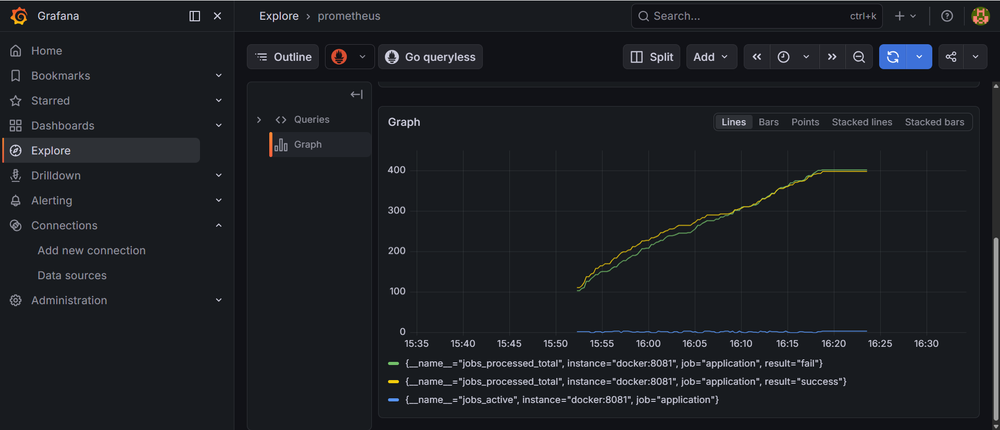 Grafana
Explore › prometheus
Search...
ctrl+k
Home
Bookmarks
Starred
Dashboards
Explore
Drilldown
Alerting
Connections
Add new connection
Data sources
Administration
Outline
Go queryless
Split
Add
Queries
Graph
Graph
Lines Bars Points Stacked lines Stacked bars
400
300
200
100
0
15:35 15:40 15:45 15:50 15:55 16:00 16:05 16:10 16:15 16:20 16:25 16:30
{__name__="jobs_processed_total", instance="docker:8081", job="application", result="fail"}
{__name__="jobs_processed_total", instance="docker:8081", job="application", result="success"}
{__name__="jobs_active", instance="docker:8081", job="application"}